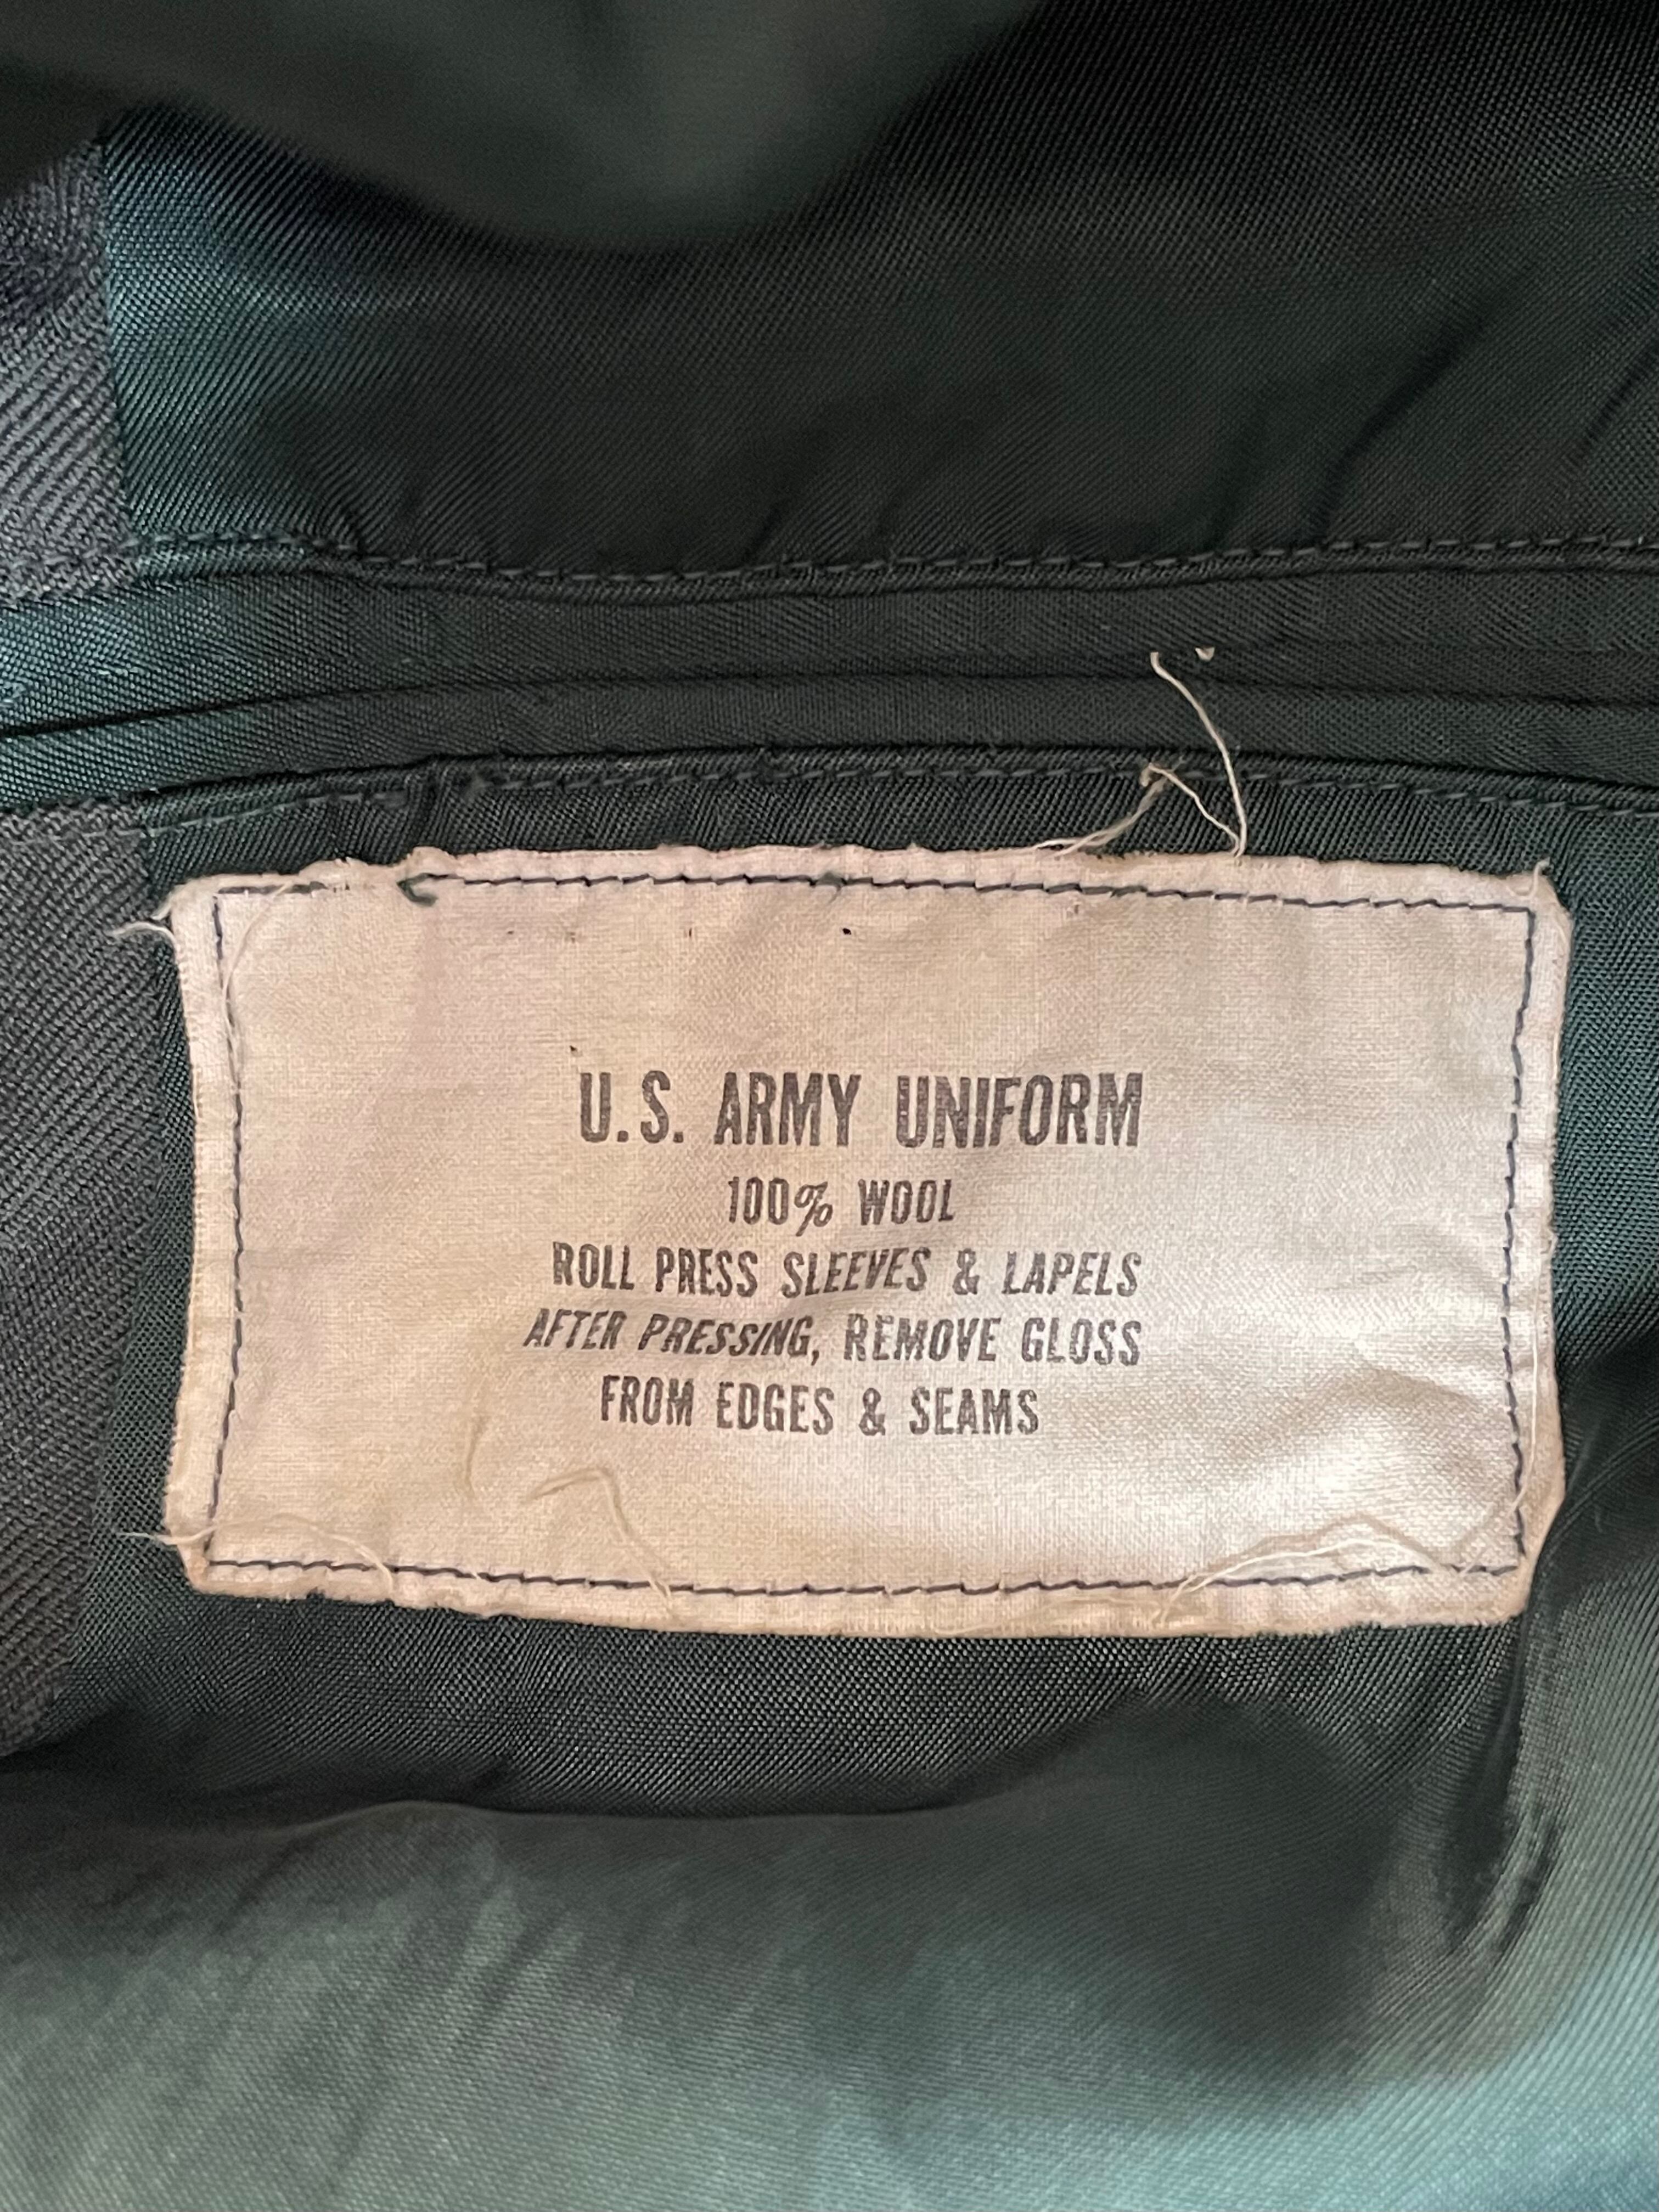 U.S. ARMY UNIFORM
100% WOOL
ROLL PRESS SLEEVES & LAPELS
AFTER PRESSING, REMOVE GLOSS
FROM EDGES & SEAMS